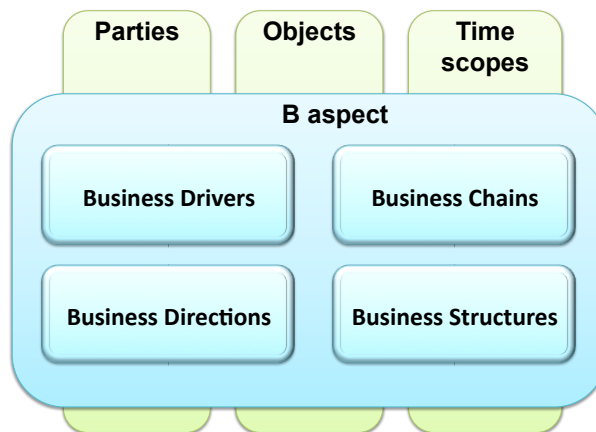 Parties
Objects
Time
scopes
B aspect
Business Drivers
Business Chains
Business Directions
Business Structures